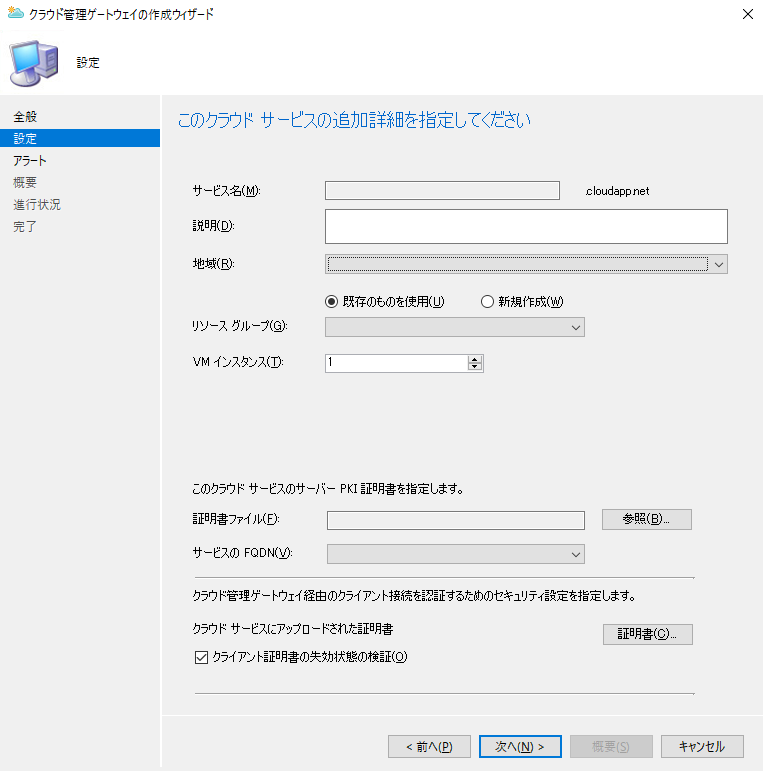 クラウド管理ゲートウェイの作成ウィザード
設定
全般
設定
アラート
概要
進行状況
完了
このクラウド サービスの追加詳細を指定してください
サービス名(M):
.cloudapp.net
説明(D):
地域(R):
既存のものを使用(U) 新規作成(W)
リソース グループ(G):
VM インスタンス(T): 1
このクラウド サービスのサーバー PKI 証明書を指定します。
証明書ファイル(F): 参照(B)...
サービスの FQDN(V):
クラウド管理ゲートウェイ経由のクライアント接続を認証するためのセキュリティ設定を指定します。
クラウド サービスにアップロードされた証明書 証明書(C)...
クライアント証明書の失効状態の検証(O)
< 前へ(P) 次へ(N) > 概要(S) キャンセル